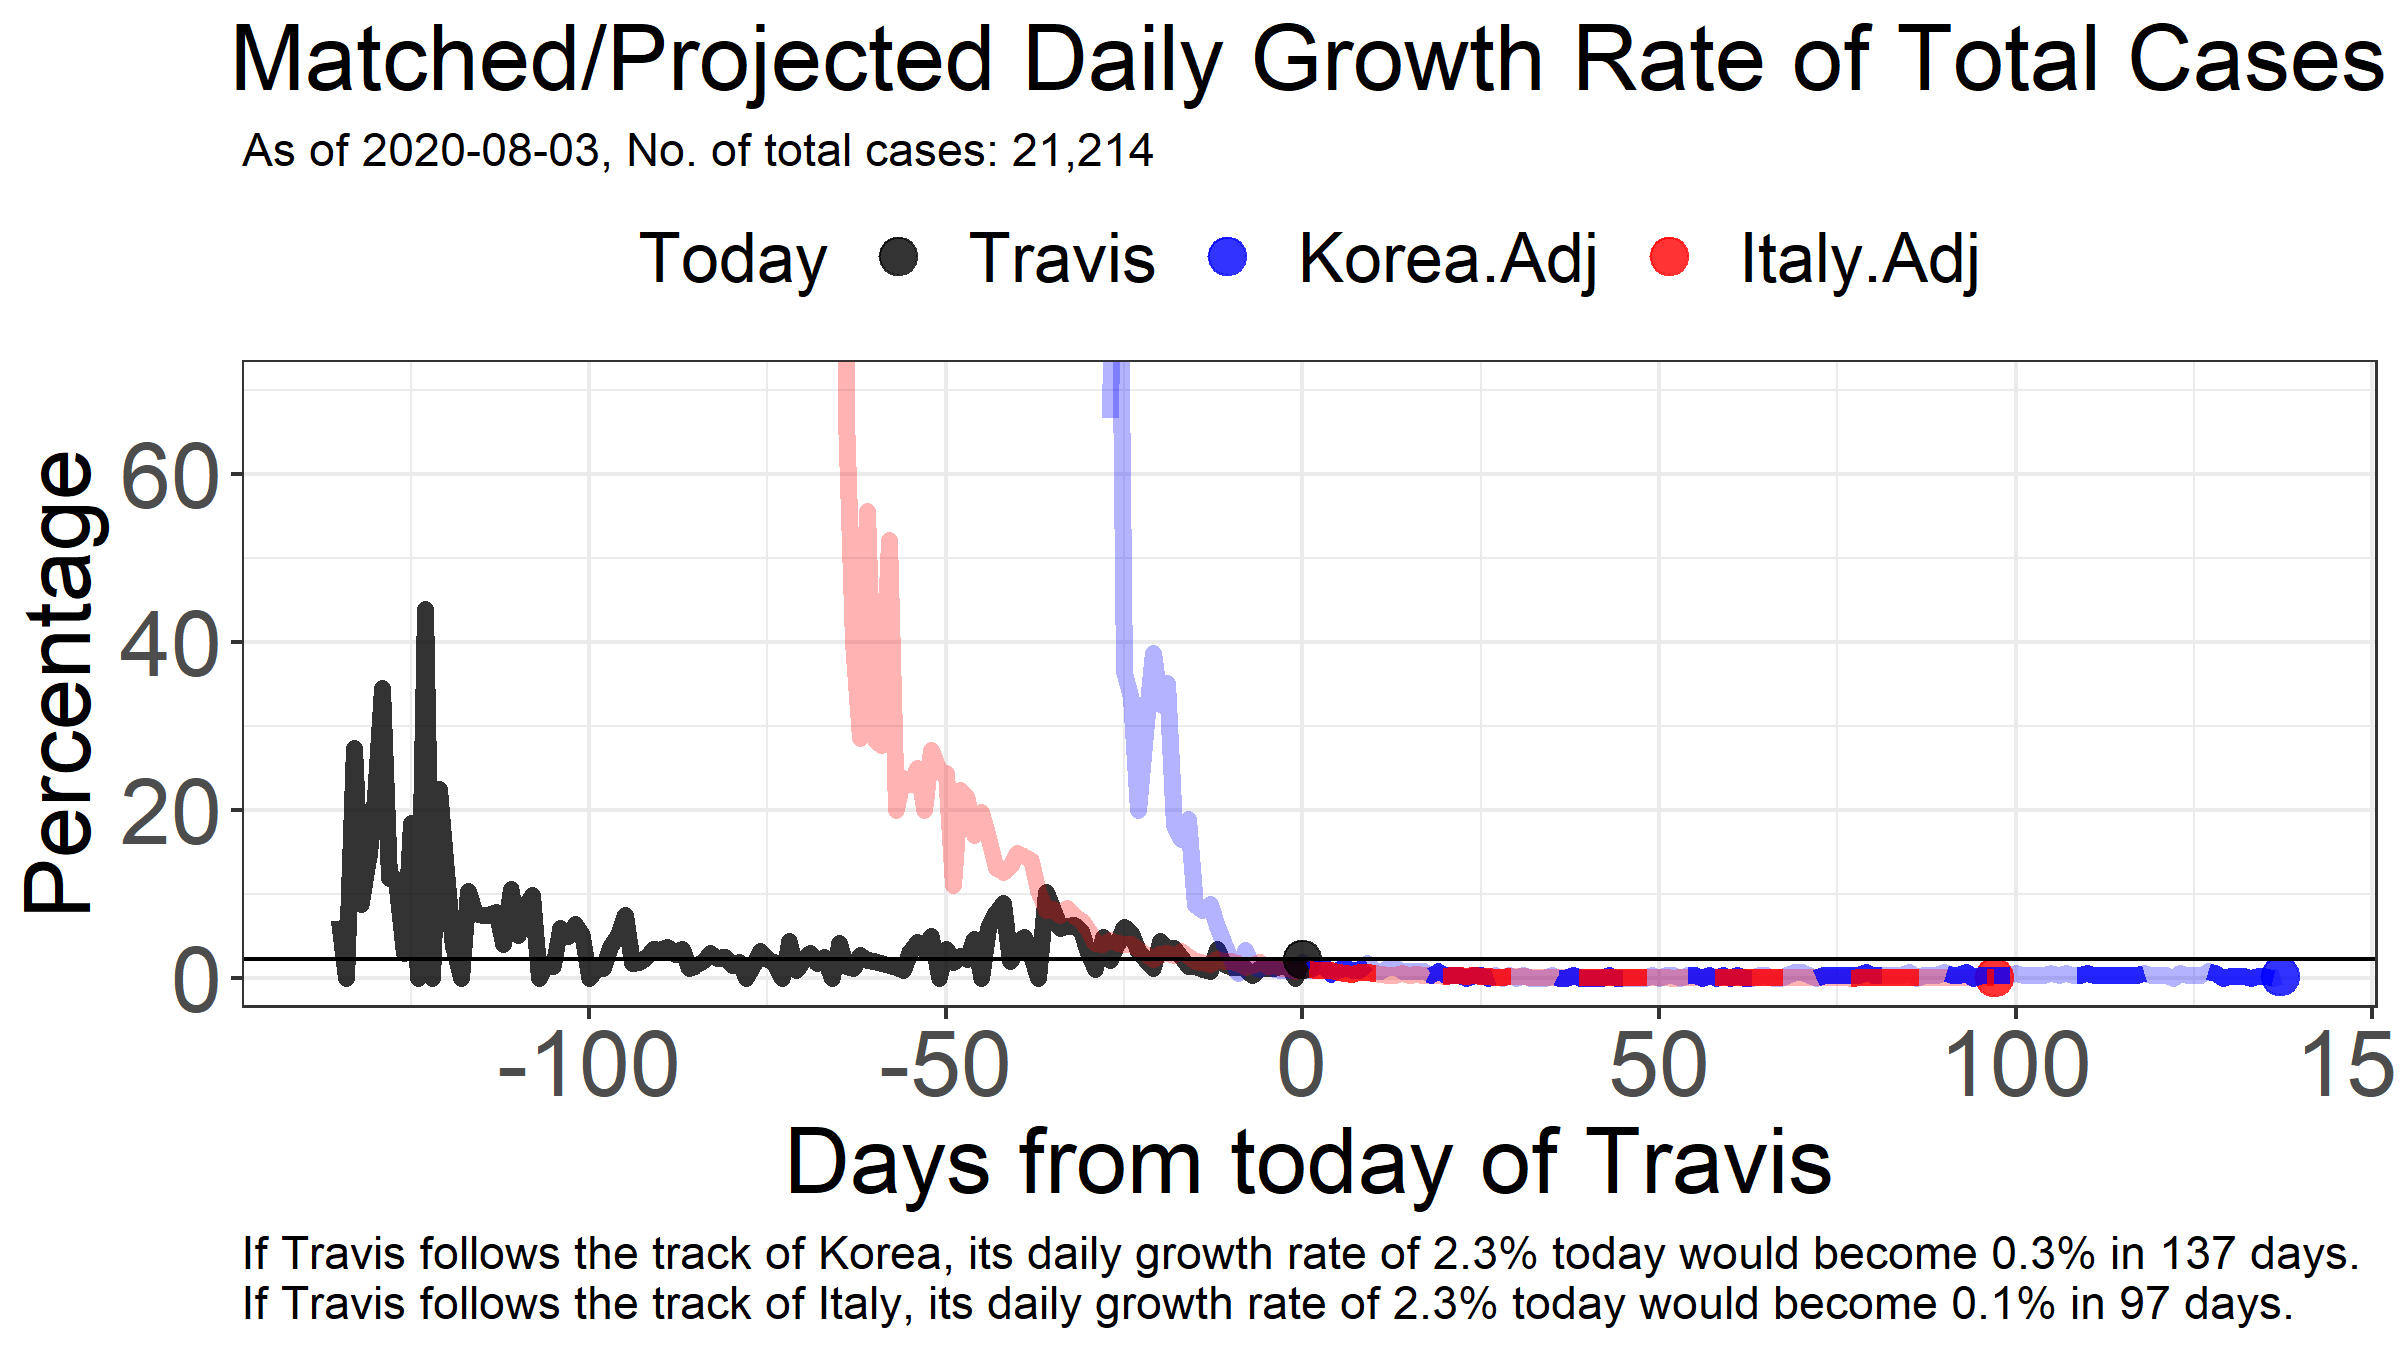 Matched/Projected Daily Growth Rate of Total Cases
As of 2020-08-03, No. of total cases: 21,214
Today Travis Korea.Adj Italy.Adj
Percentage
60
40
20
0
-100 -50 0 50 100 15
Days from today of Travis
If Travis follows the track of Korea, its daily growth rate of 2.3% today would become 0.3% in 137 days.
If Travis follows the track of Italy, its daily growth rate of 2.3% today would become 0.1% in 97 days.